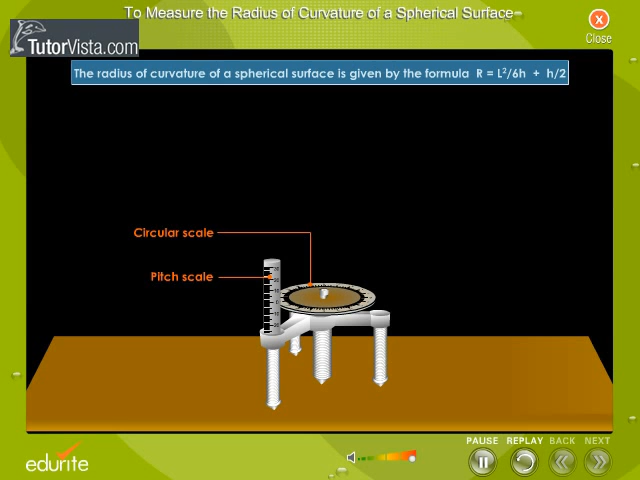 To Measure the Radius of Curvature of a Spherical Surface
TutorVista.com
Close
The radius of curvature of a spherical surface is given by the formula R = L²/6h + h/2
Circular scale
Pitch scale
PAUSE REPLAY BACK NEXT
edurite